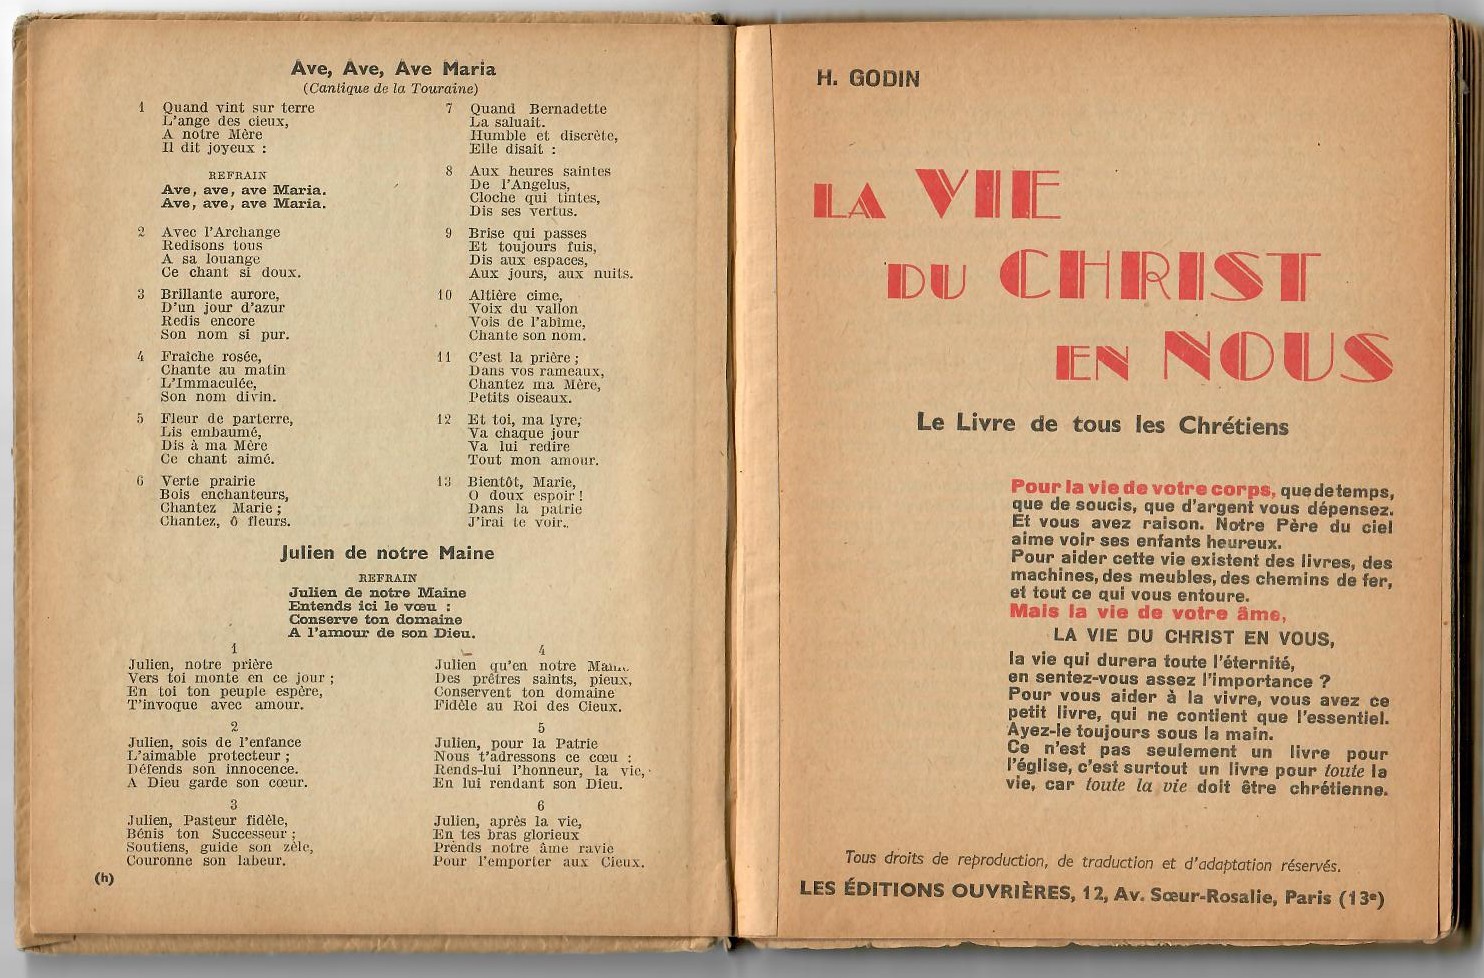 Ave, Ave, Ave Maria
(Cantique de la Touraine)
1 Quand vint sur terre
L'ange des cieux,
A notre Mère
Il dit joyeux :
REFRAIN
Ave, ave, ave Maria.
Ave, ave, ave Maria.
2 Avec l'Archange
Redisons tous
A sa louange
Ce chant si doux.
3 Brillante aurore,
D'un jour d'azur
Redis encore
Son nom si pur.
4 Fraîche rosée,
Chante au matin
L'Immaculée,
Son nom divin.
5 Fleur de parterre,
Lis embaumé,
Dis à ma Mère
Ce chant aimé.
6 Verte prairie
Bois enchanteurs,
Chantez Marie ;
Chantez, ô fleurs.
7 Quand Bernadette
La saluait.
Humble et discrète,
Elle disait :
8 Aux heures saintes
De l'Angelus,
Cloche qui tintes,
Dis ses vertus.
9 Brise qui passes
Et toujours fuis,
Dis aux espaces,
Aux jours, aux nuits.
10 Altière cime,
Voix du vallon
Vois de l'abîme,
Chante son nom.
11 C'est la prière ;
Dans vos rameaux,
Chantez ma Mère,
Petits oiseaux.
12 Et toi, ma lyre,
Va chaque jour
Va lui redire
Tout mon amour.
13 Bientôt, Marie,
O doux espoir !
Dans la patrie
J'irai te voir.
Julien de notre Maine
REFRAIN
Julien de notre Maine
Entends ici le vœu :
Conserve ton domaine
A l'amour de son Dieu.
1
Julien, notre prière
Vers toi monte en ce jour ;
En toi ton peuple espère,
T'invoque avec amour.
2
Julien, sois de l'enfance
L'aimable protecteur ;
Défends son innocence.
A Dieu garde son cœur.
3
Julien, Pasteur fidèle,
Bénis ton Successeur ;
Soutiens, guide son zèle,
Couronne son labeur.
4
Julien qu'en notre
Des prêtres saints, pieux,
Conservent ton domaine
Fidèle au Roi des Cieux.
5
Julien, pour la Patrie
Nous t'adressons ce cœu :
Rends-lui l'honneur, la vie,
En lui rendant son Dieu.
6
Julien, après la vie,
En tes bras glorieux
Prends notre âme ravie
Pour l'emporter aux Cieux.
(h)
H. GODIN
LA VIE
DU CHRIST
EN NOUS
Le Livre de tous les Chrétiens
Pour la vie de votre corps, que de temps,
que de soucis, que d'argent vous dépensez.
Et vous avez raison. Notre Père du ciel
aime voir ses enfants heureux.
Pour aider cette vie existent des livres, des
machines, des meubles, des chemins de fer,
et tout ce qui vous entoure.
Mais la vie de votre âme,
LA VIE DU CHRIST EN VOUS,
la vie qui durera toute l'éternité,
en sentez-vous assez l'importance ?
Pour vous aider à la vivre, vous avez ce
petit livre, qui ne contient que l'essentiel.
Ayez-le toujours sous la main.
Ce n'est pas seulement un livre pour
l'église, c'est surtout un livre pour toute la
vie, car toute la vie doit être chrétienne.
Tous droits de reproduction, de traduction et d'adaptation réservés.
LES ÉDITIONS OUVRIÈRES, 12, Av. Sœur-Rosalie, Paris (13e)